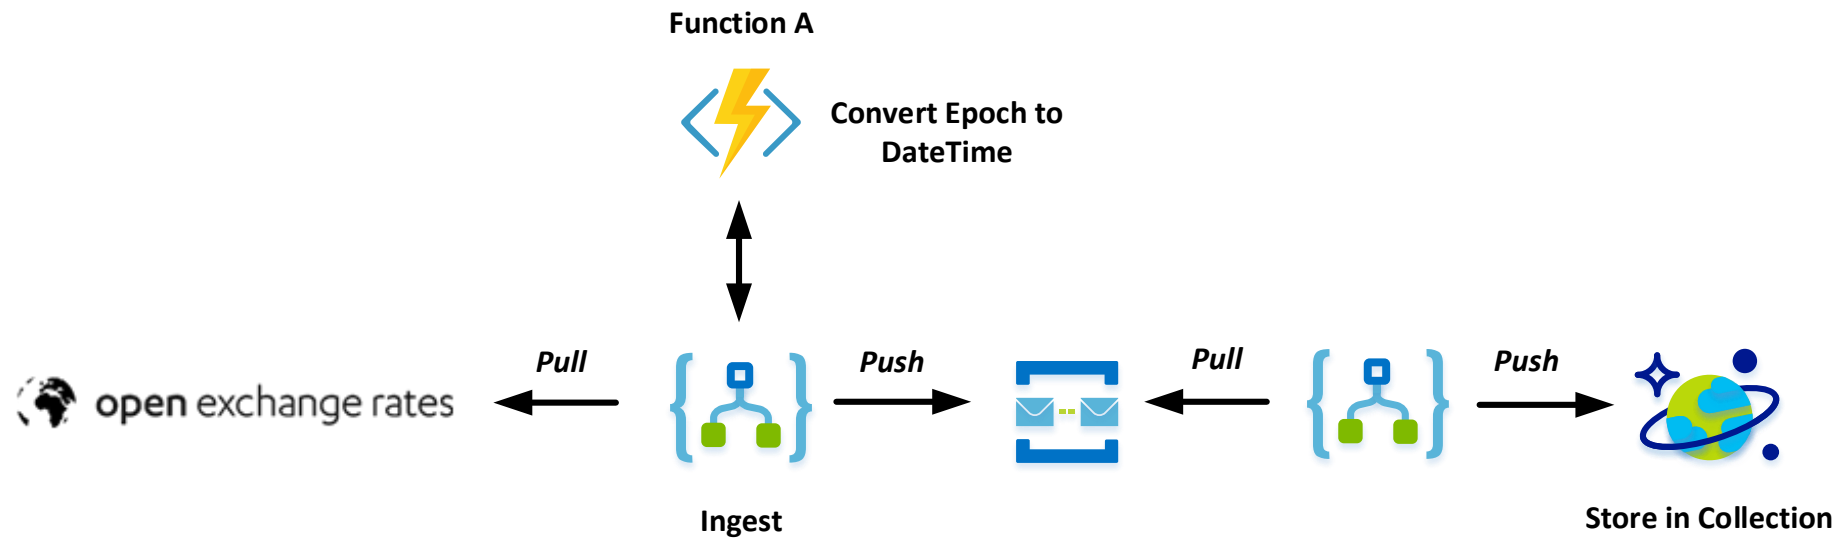 Function A
Convert Epoch to
DateTime
Pull
Push
Pull
Push
open exchange rates
Ingest
Store in Collection